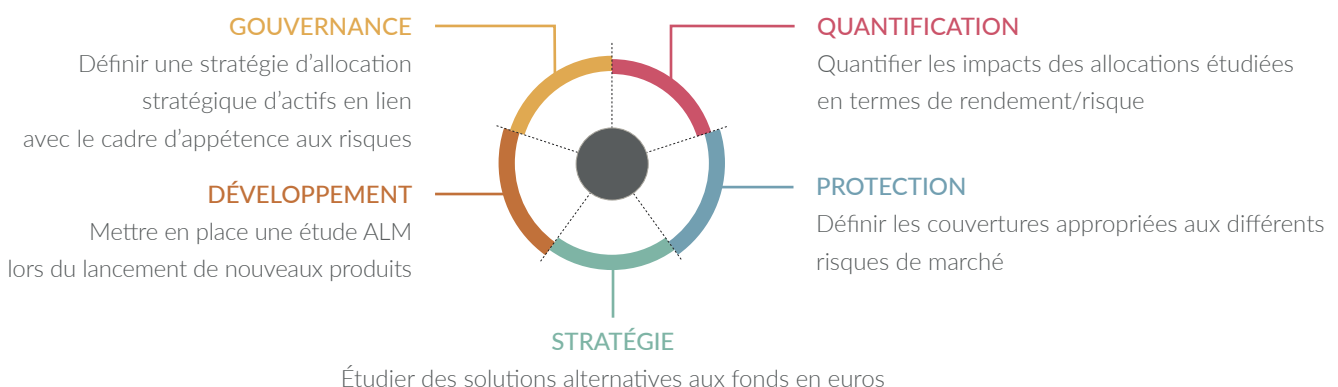 GOUVERNANCE
Définir une stratégie d'allocation
stratégique d'actifs en lien
avec le cadre d'appétence aux risques
DÉVELOPPEMENT
Mettre en place une étude ALM
lors du lancement de nouveaux produits
QUANTIFICATION
Quantifier les impacts des allocations étudiées
en termes de rendement/risque
PROTECTION
Définir les couvertures appropriées aux différents
risques de marché
STRATÉGIE
Étudier des solutions alternatives aux fonds en euros